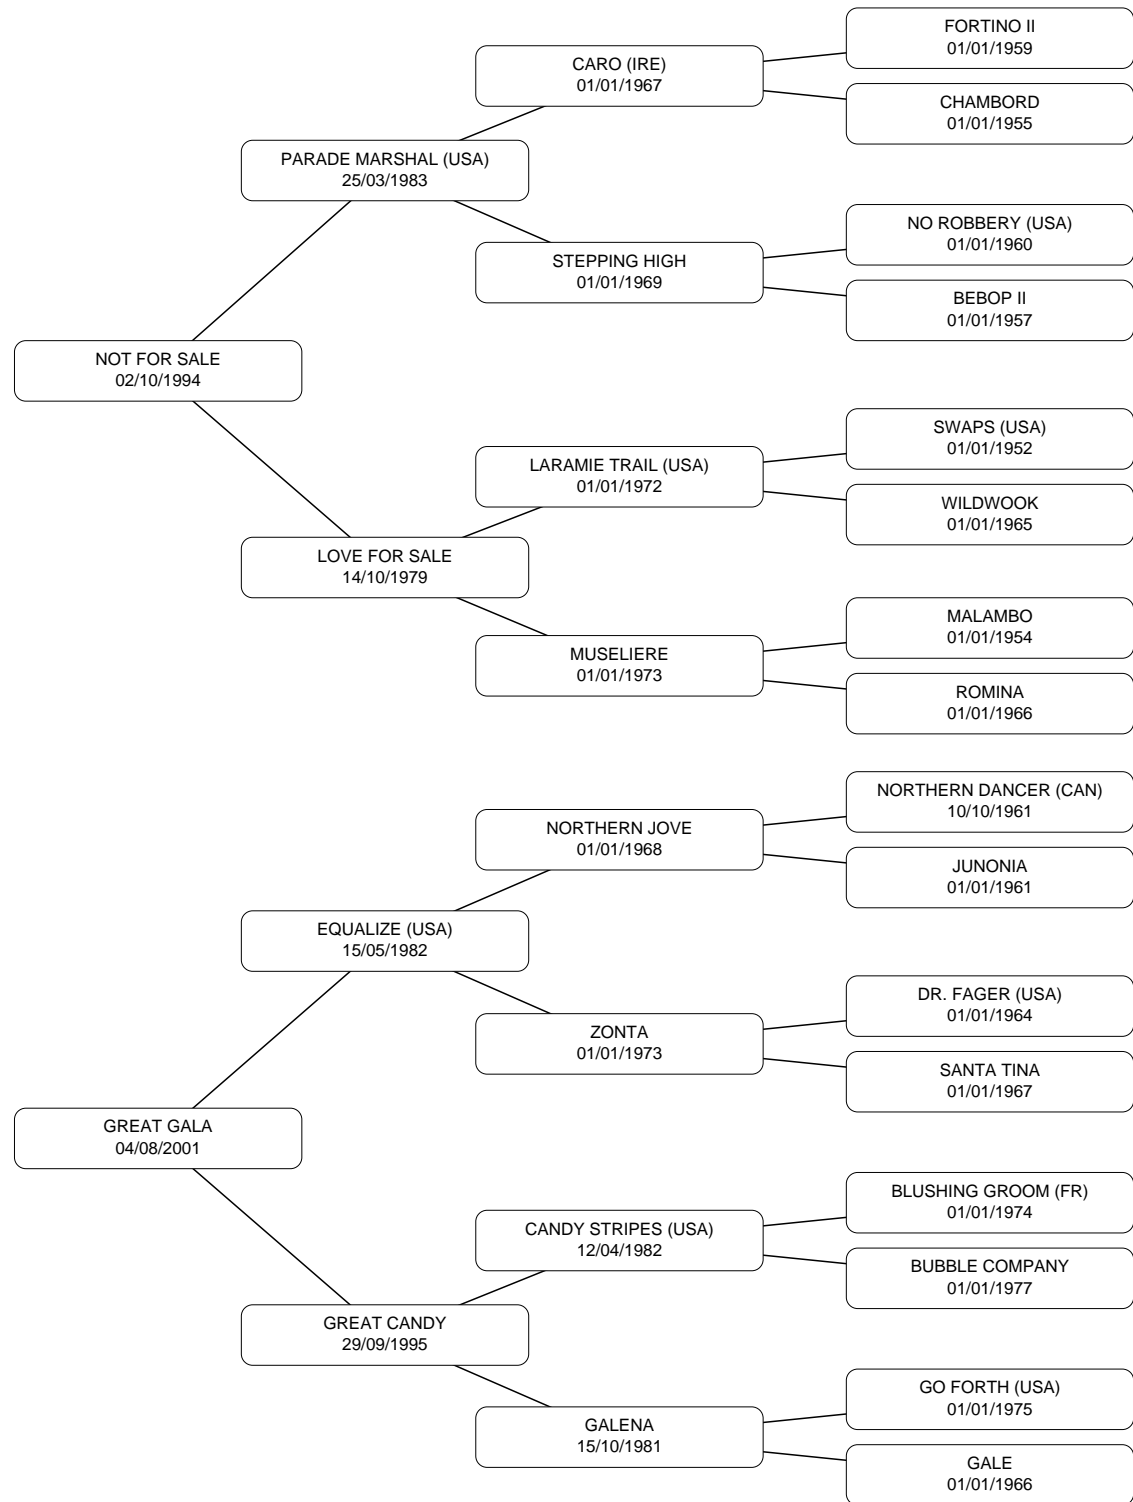 FORTINO II
01/01/1959
CARO (IRE)
01/01/1967
CHAMBORD
01/01/1955
PARADE MARSHAL (USA)
25/03/1983
NO ROBBERY (USA)
01/01/1960
STEPPING HIGH
01/01/1969
BEBOP II
01/01/1957
NOT FOR SALE
02/10/1994
SWAPS (USA)
01/01/1952
LARAMIE TRAIL (USA)
01/01/1972
WILDWOOK
01/01/1965
LOVE FOR SALE
14/10/1979
MALAMBO
01/01/1954
MUSELIERE
01/01/1973
ROMINA
01/01/1966
NORTHERN DANCER (CAN)
10/10/1961
NORTHERN JOVE
01/01/1968
JUNONIA
01/01/1961
EQUALIZE (USA)
15/05/1982
DR. FAGER (USA)
01/01/1964
ZONTA
01/01/1973
SANTA TINA
01/01/1967
GREAT GALA
04/08/2001
BLUSHING GROOM (FR)
01/01/1974
CANDY STRIPES (USA)
12/04/1982
BUBBLE COMPANY
01/01/1977
GREAT CANDY
29/09/1995
GO FORTH (USA)
01/01/1975
GALENA
15/10/1981
GALE
01/01/1966